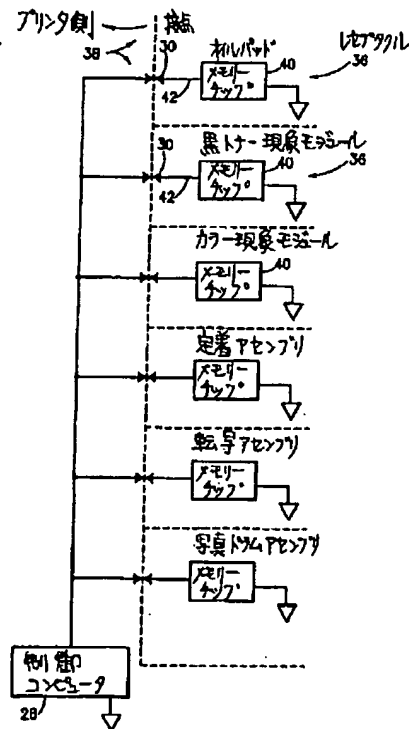 プリンタ側 接点
38 30 オイルパッド レセプタクル
メモリー
チップ
40 36
42
黒トナー現象モジュール
30 メモリー
チップ
40 36
42
カラー現象モジュール
メモリー
チップ
40
定着アセンブリ
メモリー
チップ
転写アセンブリ
メモリー
チップ
写真ドラムアセンブリ
メモリー
チップ
制御
コンピュータ
28